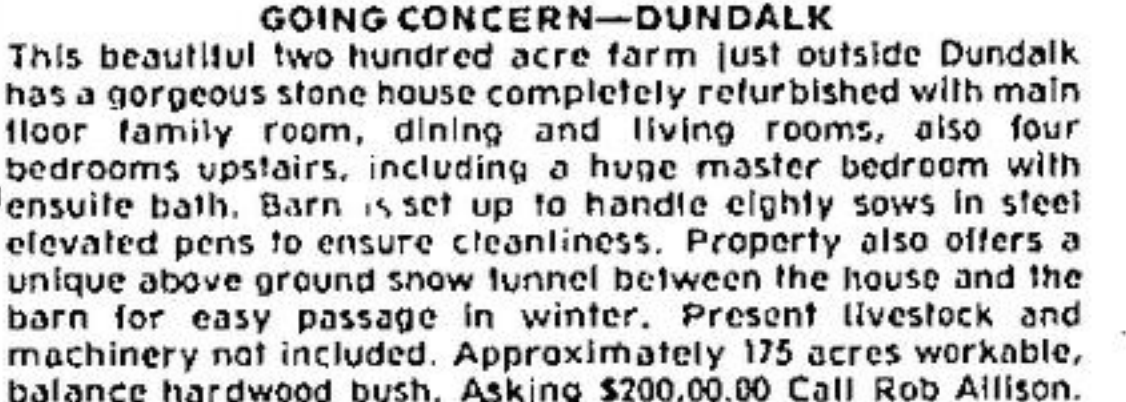 GOING CONCERN—DUNDALK
This beautiful two hundred acre farm just outside Dundalk
has a gorgeous stone house completely refurbished with main
floor family room, dining and living rooms, also four
bedrooms upstairs, including a huge master bedroom with
ensuite bath. Barn is set up to handle eighty sows in steel
elevated pens to ensure cleanliness. Property also offers a
unique above ground snow tunnel between the house and the
barn for easy passage in winter. Present livestock and
machinery not included. Approximately 175 acres workable,
balance hardwood bush. Asking $200,00.00 Call Rob Allison.